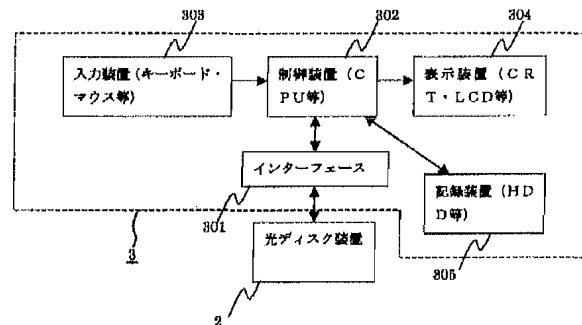 303
302
304
入力装置(キーボード・
マウス等)
制御装置(C
PU等)
表示装置(CR
T・LCD等)
インターフェース
301
記録装置(HD
D等)
光ディスク装置
3
305
2